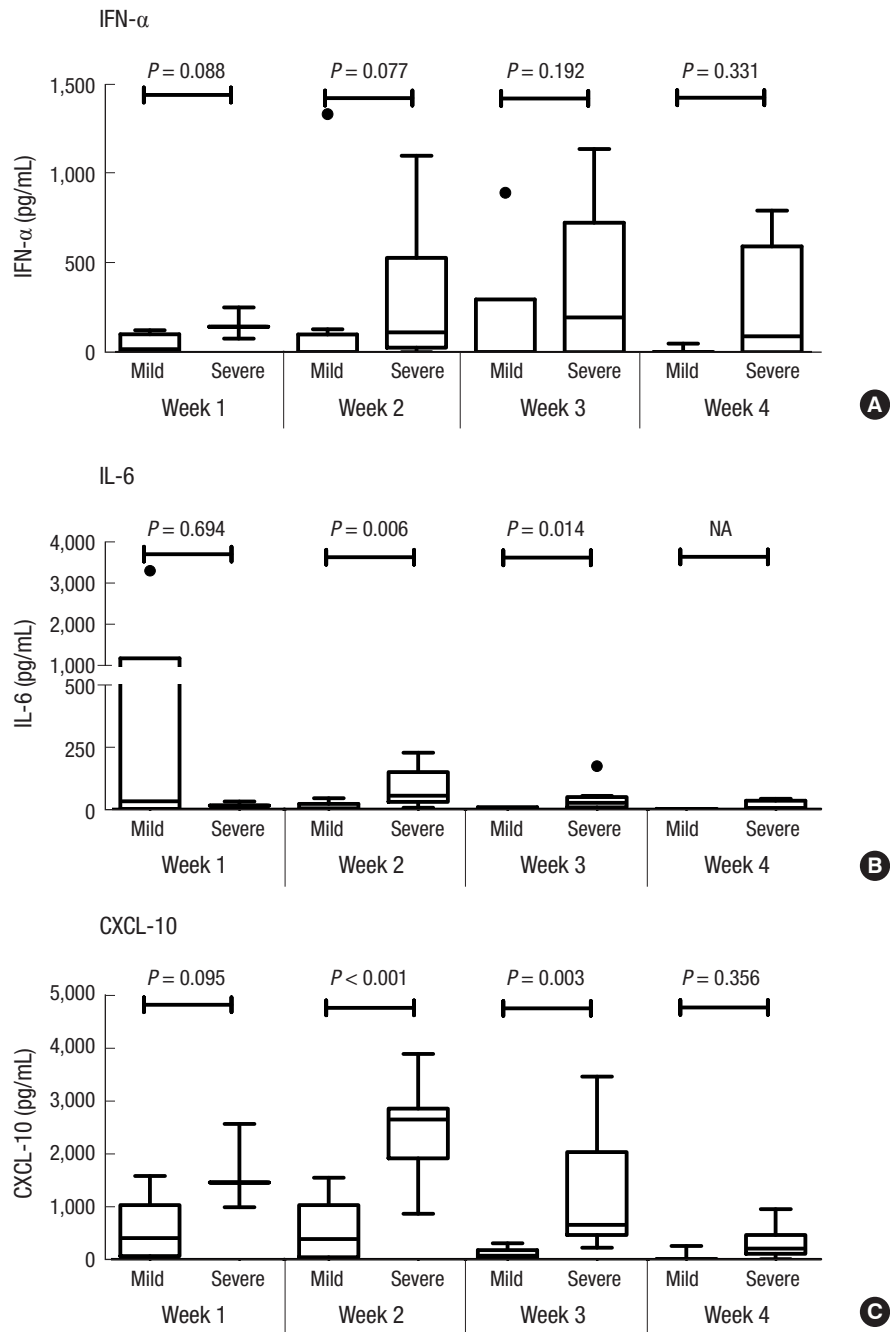 IFN-α
P = 0.088 P = 0.077 P = 0.192 P = 0.331
1,500
1,000
500
0
IFN-α (pg/mL)
Mild Severe Mild Severe Mild Severe Mild Severe
Week 1 Week 2 Week 3 Week 4
A
IL-6
P = 0.694 P = 0.006 P = 0.014 NA
4,000
3,000
2,000
1,000
500
250
0
IL-6 (pg/mL)
Mild Severe Mild Severe Mild Severe Mild Severe
Week 1 Week 2 Week 3 Week 4
B
CXCL-10
P = 0.095 P < 0.001 P = 0.003 P = 0.356
5,000
4,000
3,000
2,000
1,000
0
CXCL-10 (pg/mL)
Mild Severe Mild Severe Mild Severe Mild Severe
Week 1 Week 2 Week 3 Week 4
C